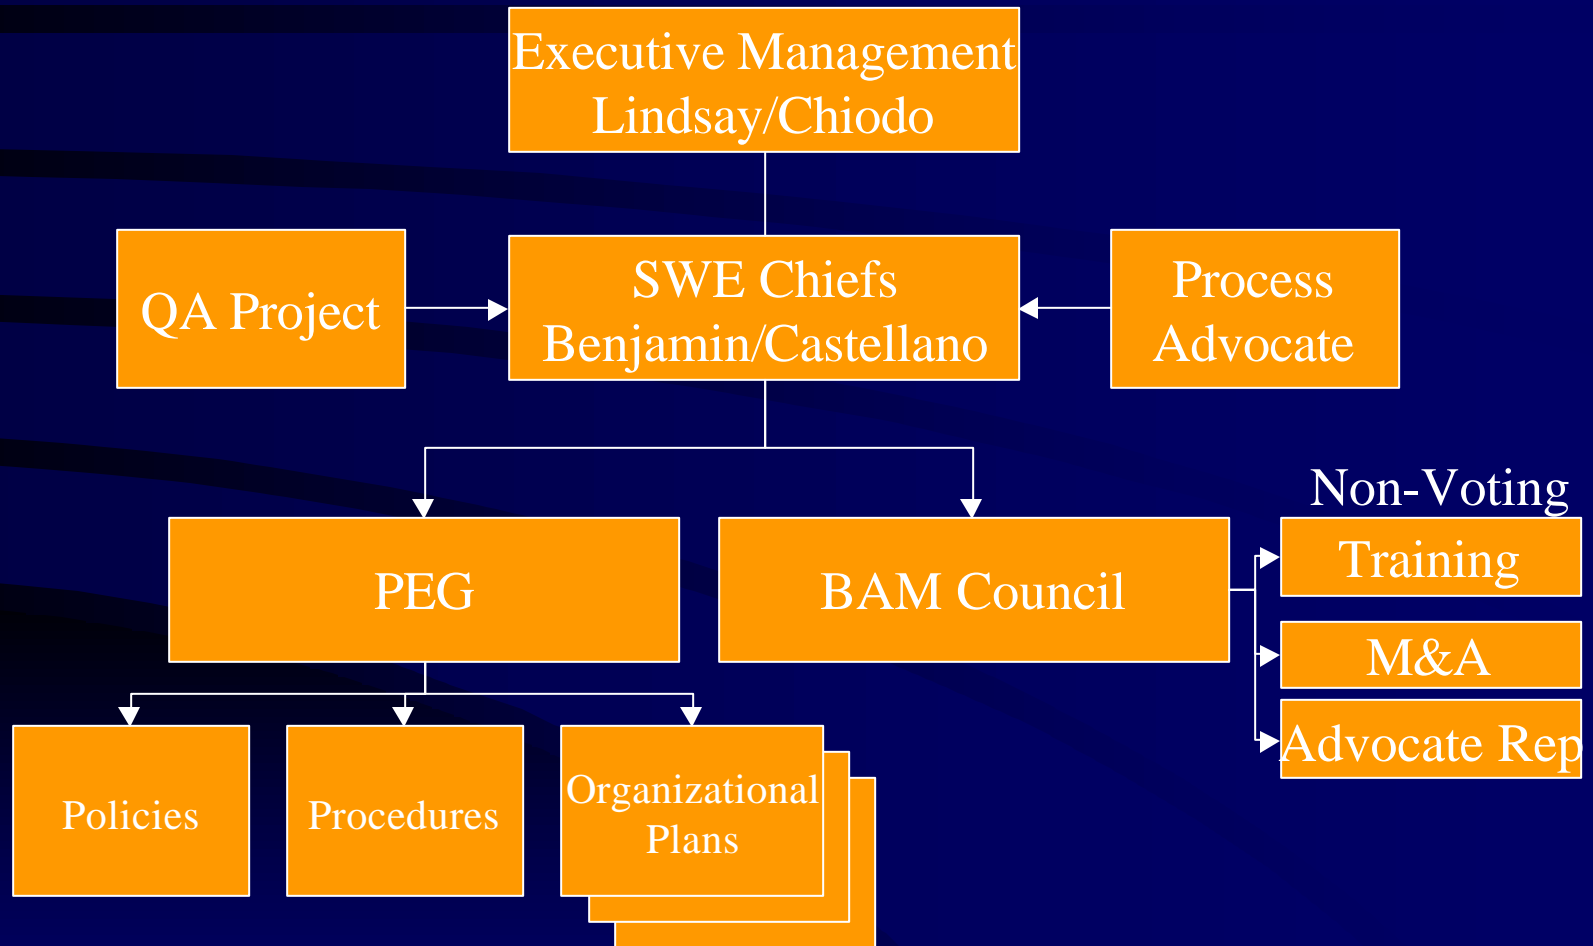 Executive Management
Lindsay/Chiodo
QA Project
SWE Chiefs
Benjamin/Castellano
Process
Advocate
Non-Voting
PEG
BAM Council
Training
M&A
Advocate Rep
Policies
Procedures
Organizational
Plans